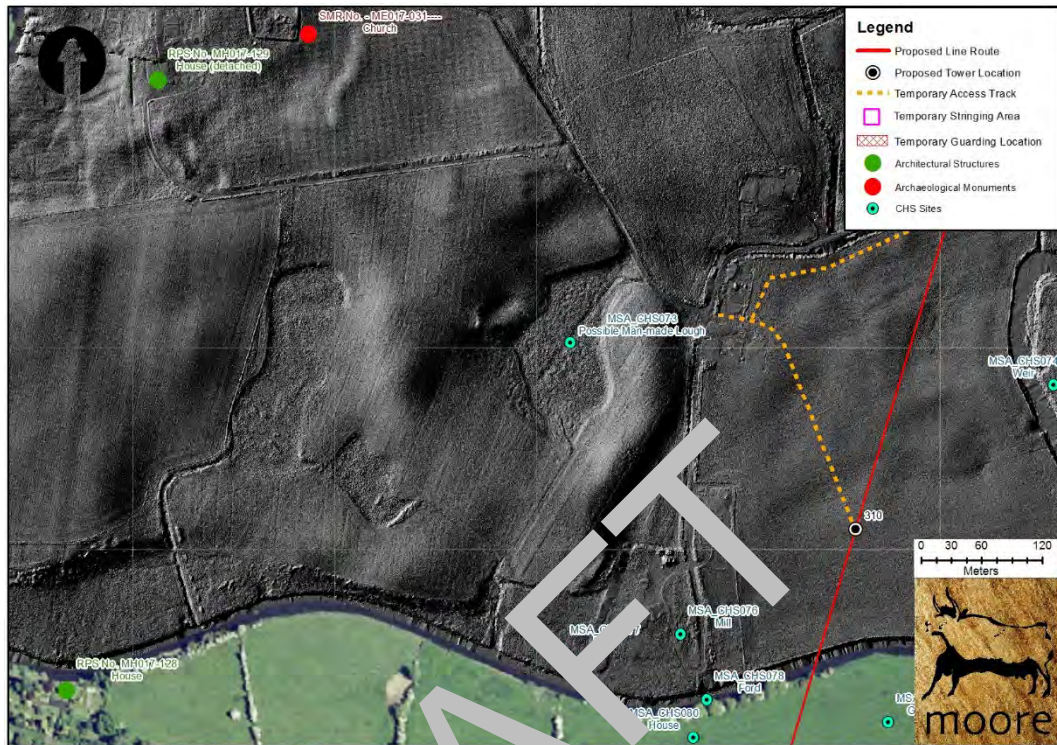 SMR No. - ME017-031----
Church
RPS No. MH017-129
House (detached)
Legend
Proposed Line Route
Proposed Tower Location
Temporary Access Track
Temporary Stringing Area
Temporary Guarding Location
Architectural Structures
Archaeological Monuments
CHS Sites
MSA_CHS073
Possible Man-made Lough
MSA_CHS074
Weir
310
0 30 60 120
Meters
MSA_CHS076
Mill
RPS No. MH017-128
House
MSA_CHS078
Ford
MSA_CHS080
House
moore